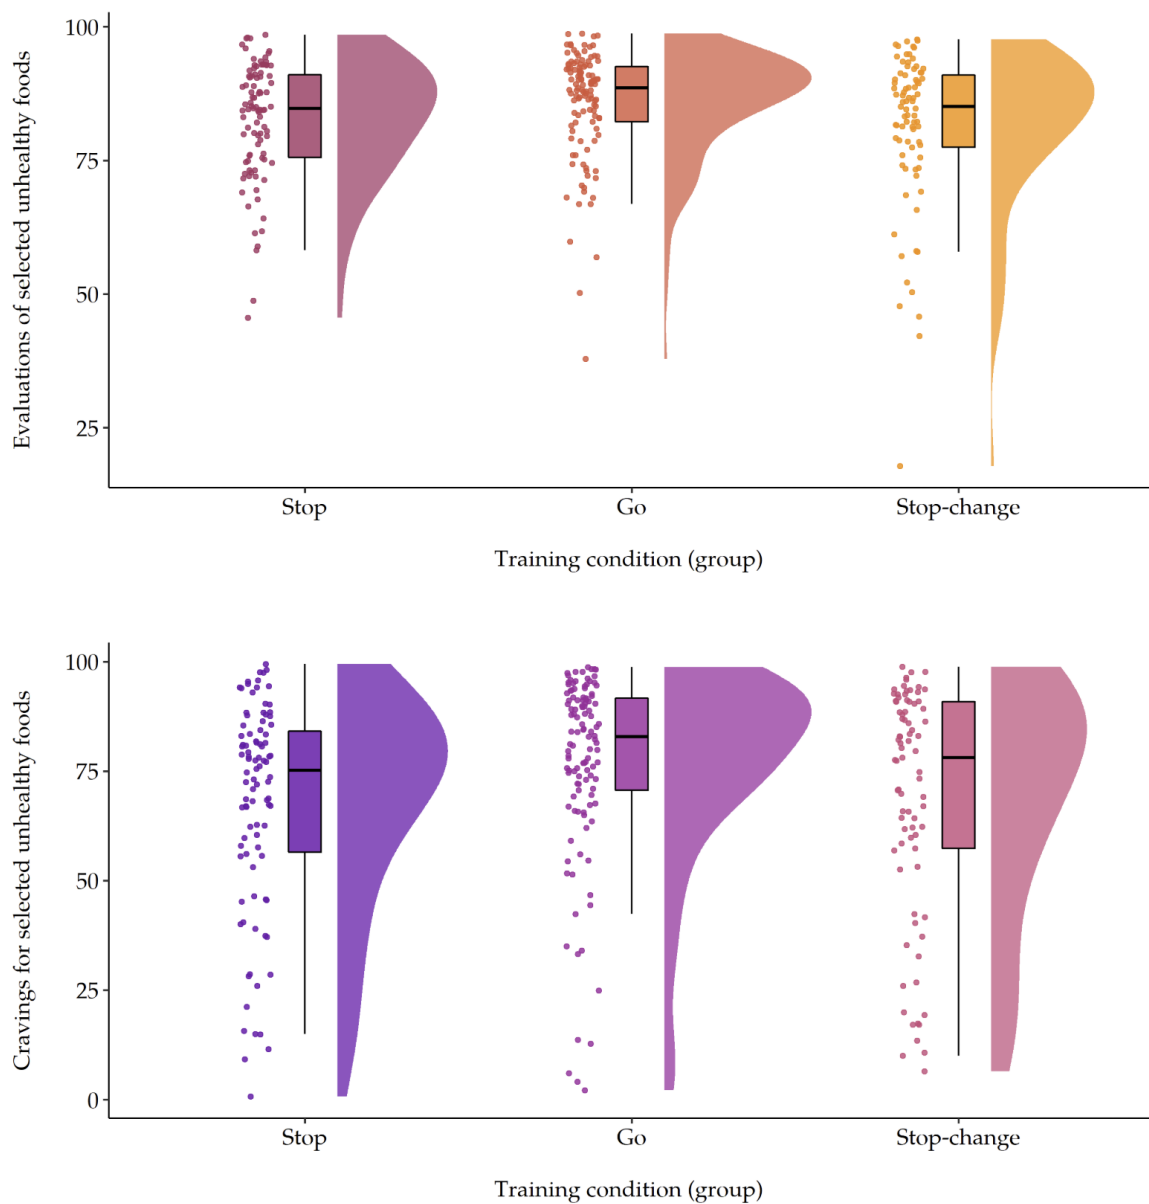 Evaluations of selected unhealthy foods
100
75
50
25
Stop
Go
Stop-change
Training condition (group)
Cravings for selected unhealthy foods
100
75
50
25
0
Stop
Go
Stop-change
Training condition (group)